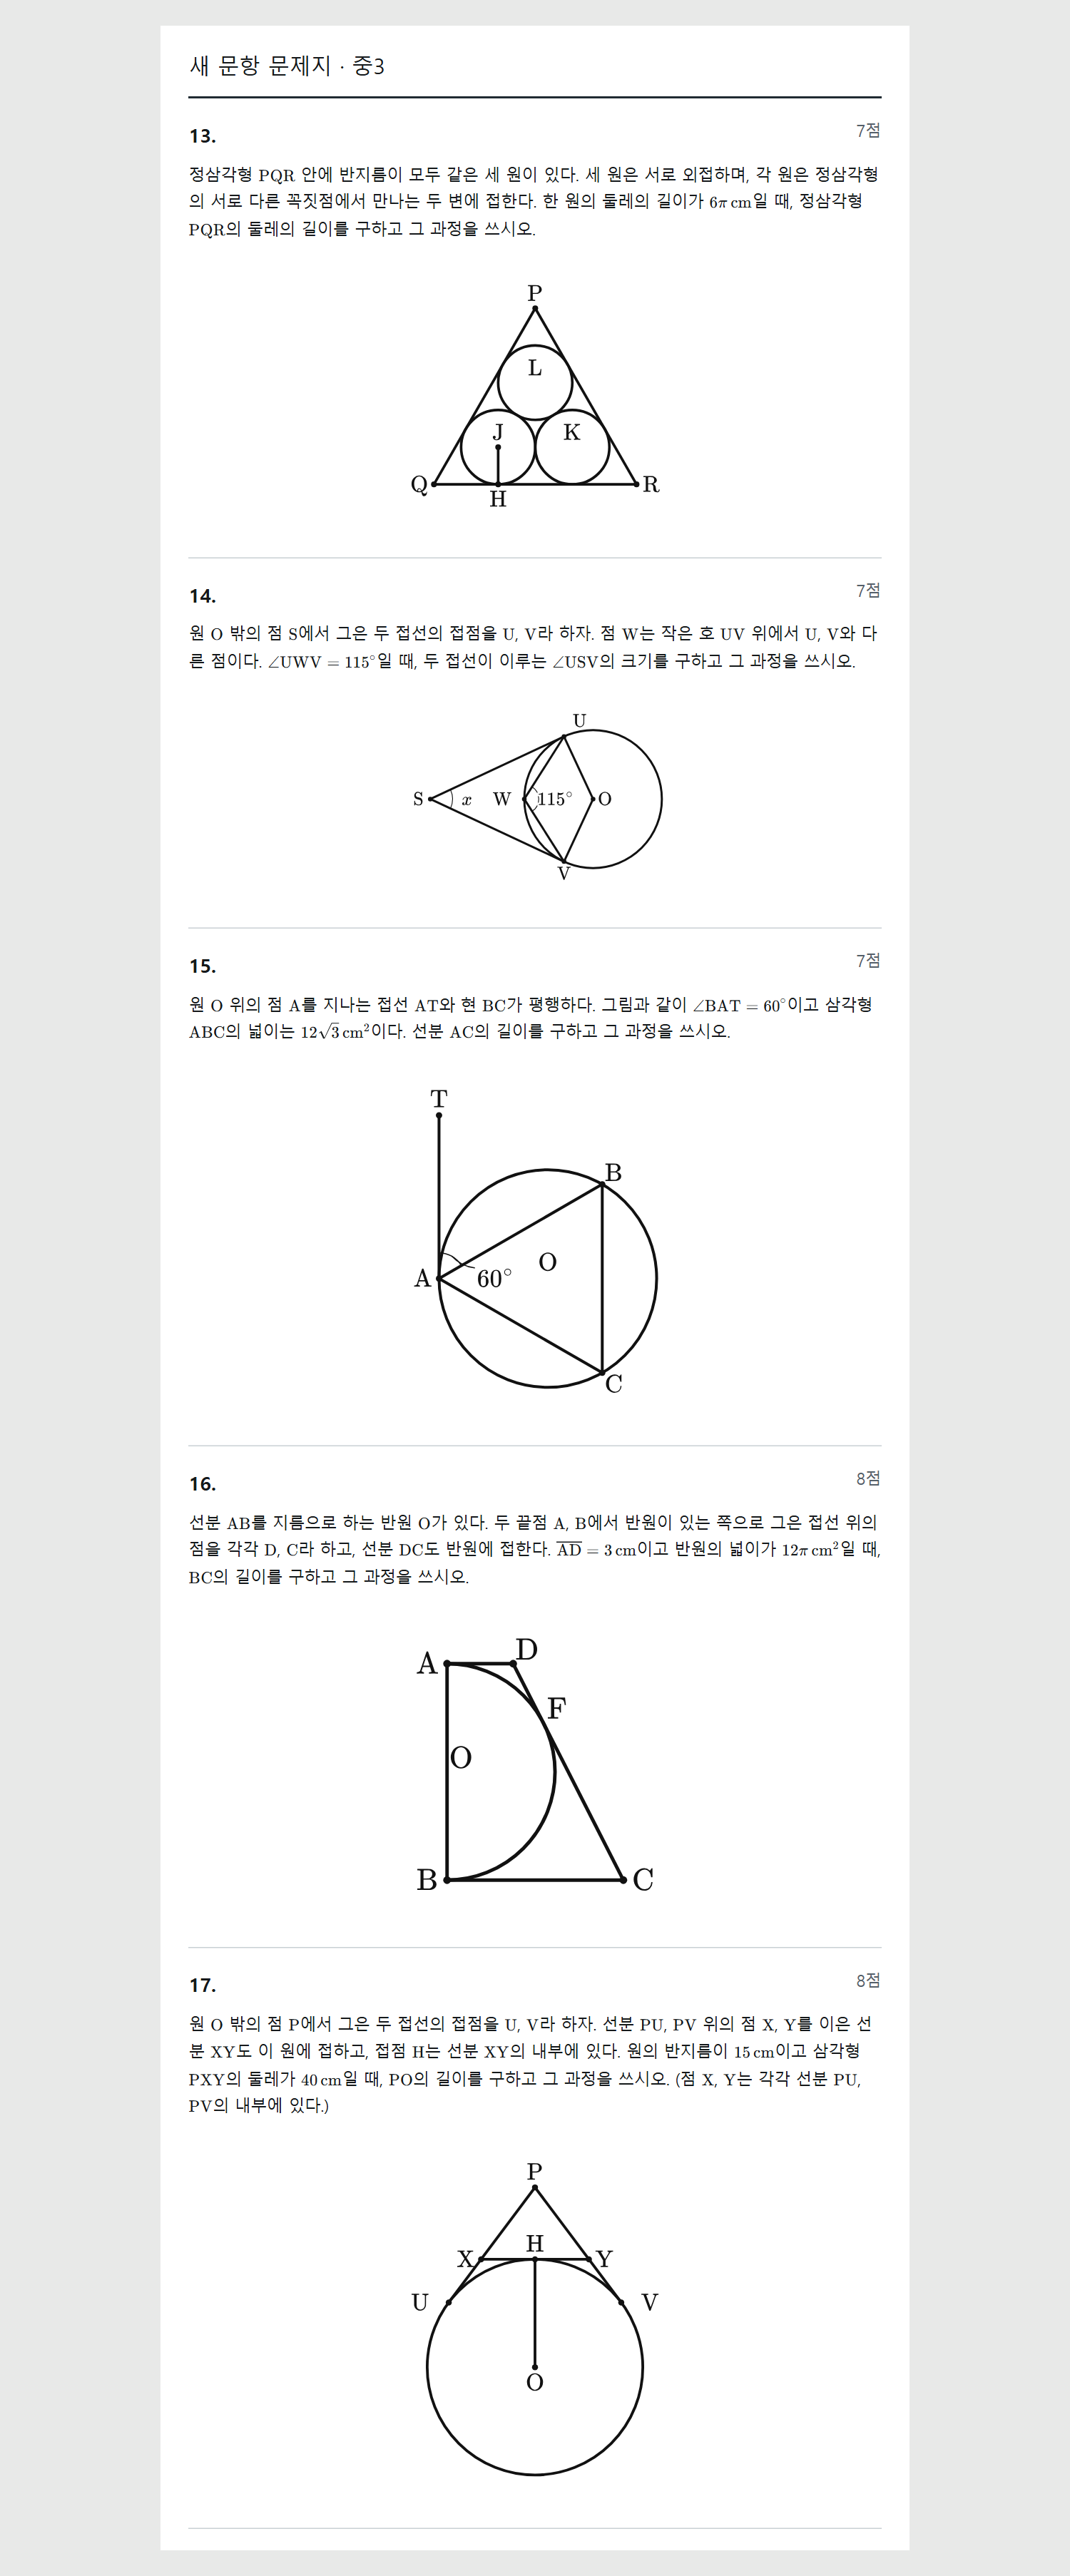 새 문항 문제지 · 중3
13.
7점
정삼각형 PQR 안에 반지름이 모두 같은 세 원이 있다. 세 원은 서로 외접하며, 각 원은 정삼각형
의 서로 다른 꼭짓점에서 만나는 두 변에 접한다. 한 원의 둘레의 길이가 6π cm일 때, 정삼각형
PQR의 둘레의 길이를 구하고 그 과정을 쓰시오.
P
L
J
K
Q
R
H
14.
7점
원 O 밖의 점 S에서 그은 두 접선의 접점을 U, V라 하자. 점 W는 작은 호 UV 위에서 U, V와 다
른 점이다. ∠UWV = 115°일 때, 두 접선이 이루는 ∠USV의 크기를 구하고 그 과정을 쓰시오.
U
S x W 115° O
V
15.
7점
원 O 위의 점 A를 지나는 접선 AT와 현 BC가 평행하다. 그림과 같이 ∠BAT = 60°이고 삼각형
ABC의 넓이는 12√3 cm²이다. 선분 AC의 길이를 구하고 그 과정을 쓰시오.
T
B
O
A 60°
C
16.
8점
선분 AB를 지름으로 하는 반원 O가 있다. 두 끝점 A, B에서 반원이 있는 쪽으로 그은 접선 위의
점을 각각 D, C라 하고, 선분 DC도 반원에 접한다. A͞D͞ = 3 cm이고 반원의 넓이가 12π cm²일 때,
BC의 길이를 구하고 그 과정을 쓰시오.
D
A
F
O
B C
17.
8점
원 O 밖의 점 P에서 그은 두 접선의 접점을 U, V라 하자. 선분 PU, PV 위의 점 X, Y를 이은 선
분 XY도 이 원에 접하고, 접점 H는 선분 XY의 내부에 있다. 원의 반지름이 15 cm이고 삼각형
PXY의 둘레가 40 cm일 때, PO의 길이를 구하고 그 과정을 쓰시오. (점 X, Y는 각각 선분 PU,
PV의 내부에 있다.)
P
H
X Y
U V
O